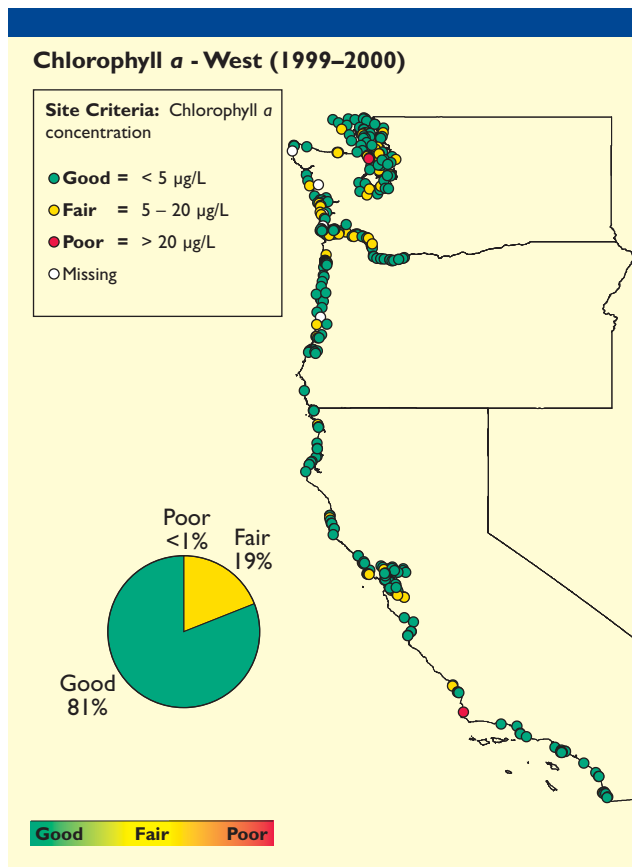 Chlorophyll a - West (1999–2000)
Site Criteria: Chlorophyll a
concentration
Good = < 5 µg/L
Fair = 5 – 20 µg/L
Poor = > 20 µg/L
Missing
Poor
<1%
Fair
19%
Good
81%
Good Fair Poor